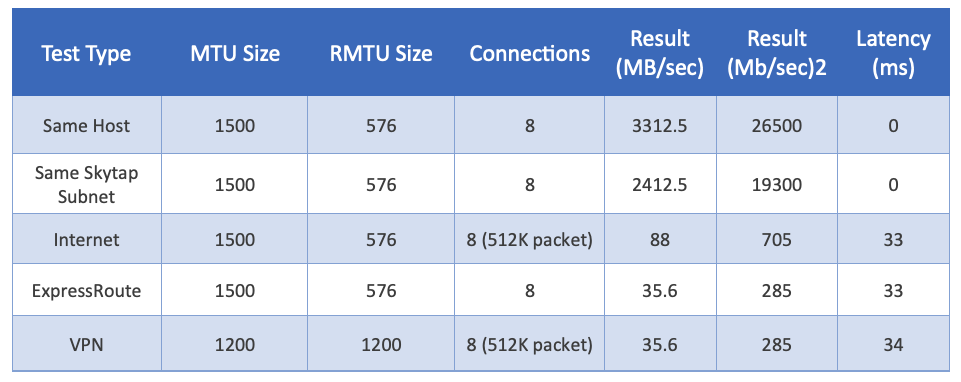 Test Type MTU Size RMTU Size Connections Result (MB/sec) Result (Mb/sec)2 Latency (ms)
Same Host 1500 576 8 3312.5 26500 0
Same Skytap Subnet 1500 576 8 2412.5 19300 0
Internet 1500 576 8 (512K packet) 88 705 33
ExpressRoute 1500 576 8 35.6 285 33
VPN 1200 1200 8 (512K packet) 35.6 285 34